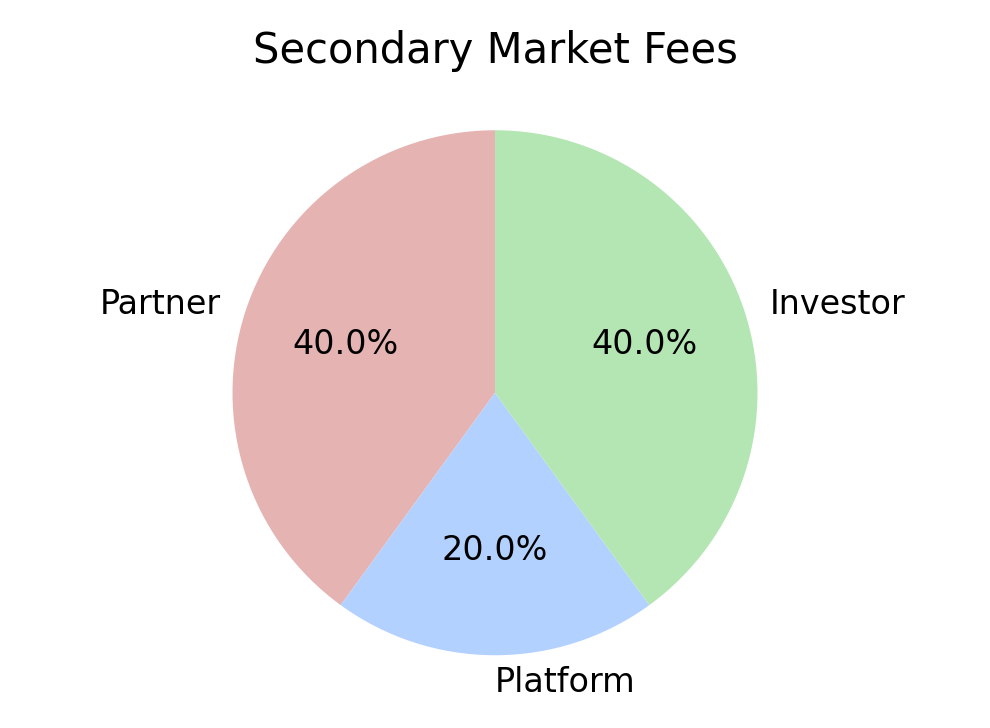 Secondary Market Fees
Partner
Investor
40.0%
40.0%
20.0%
Platform